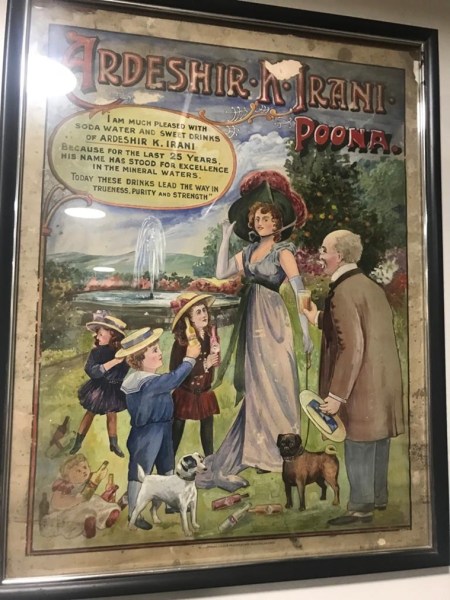 ARDESHIR·K·IRANI·
POONA.
I AM MUCH PLEASED WITH
SODA WATER AND SWEET DRINKS
OF ARDESHIR K. IRANI
BECAUSE FOR THE LAST 25 YEARS,
HIS NAME HAS STOOD FOR EXCELLENCE
IN THE MINERAL WATERS.
TODAY THESE DRINKS LEAD THE WAY IN
TRUENESS, PURITY AND STRENGTH"